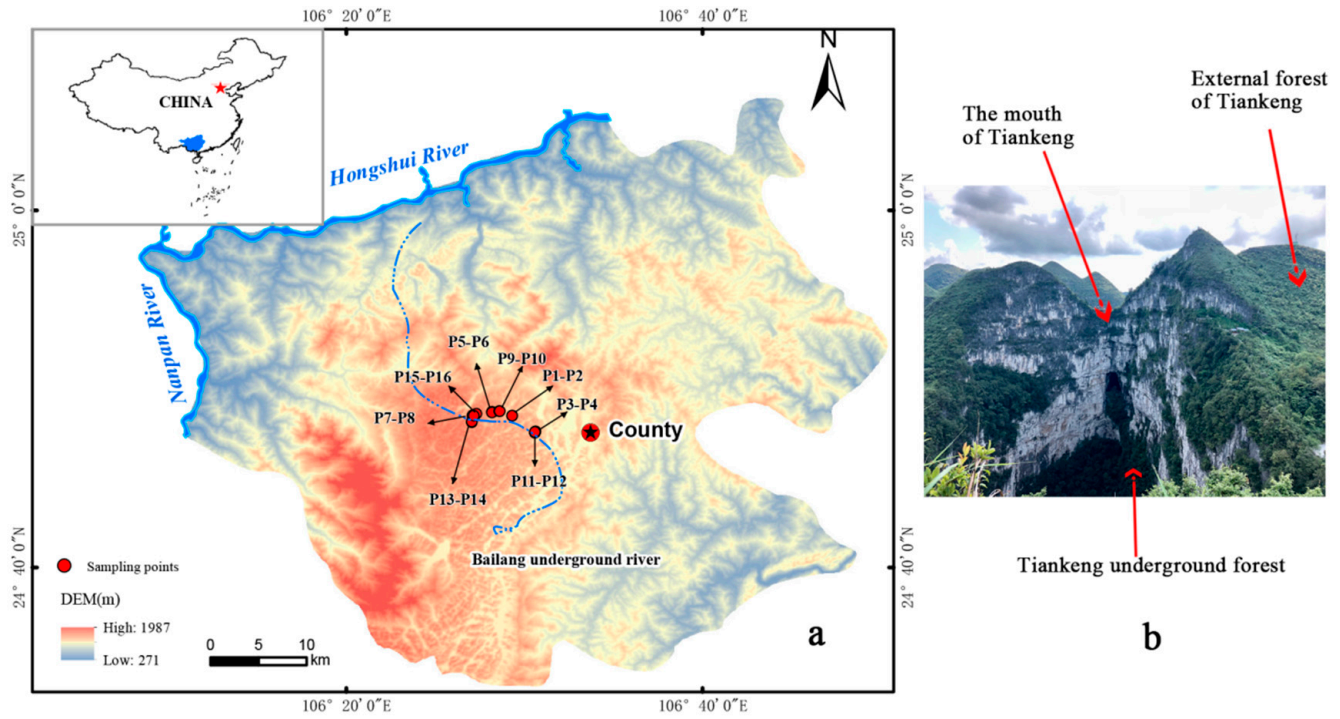 106° 20′ 0″E
106° 40′ 0″E
N
CHINA
Hongshui River
Nanpan River
25° 0′ 0″N
25° 0′ 0″N
P5-P6
P9-P10
P15-P16
P1-P2
P7-P8
P3-P4
County
P11-P12
P13-P14
Bailang underground river
24° 40′ 0″N
24° 40′ 0″N
Sampling points
DEM(m)
High: 1987
Low: 271
0 5 10
km
a
106° 20′ 0″E
106° 40′ 0″E
The mouth
of Tiankeng
External forest
of Tiankeng
Tiankeng underground forest
b